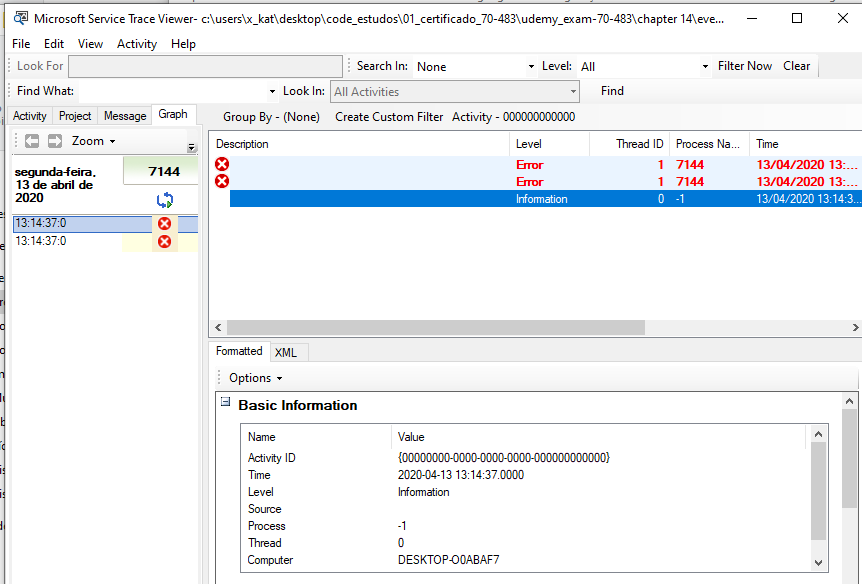 Microsoft Service Trace Viewer- c:\users\x_kat\desktop\code_estudos\01_certificado_70-483\udemy_exam-70-483\chapter 14\eve...
File Edit View Activity Help
Look For Search In: None Level: All Filter Now Clear
Find What: Look In: All Activities Find
Activity Project Message Graph
Group By - (None) Create Custom Filter Activity - 000000000000
Zoom
Description Level Thread ID Process Na... Time
segunda-feira, 13 de abril de 2020
7144
Error 1 7144 13/04/2020 13:...
Error 1 7144 13/04/2020 13:...
Information 0 -1 13/04/2020 13:14:3...
13:14:37:0
13:14:37:0
Formatted XML
Options
Basic Information
Name Value
Activity ID {00000000-0000-0000-0000-000000000000}
Time 2020-04-13 13:14:37.0000
Level Information
Source
Process -1
Thread 0
Computer DESKTOP-O0ABAF7